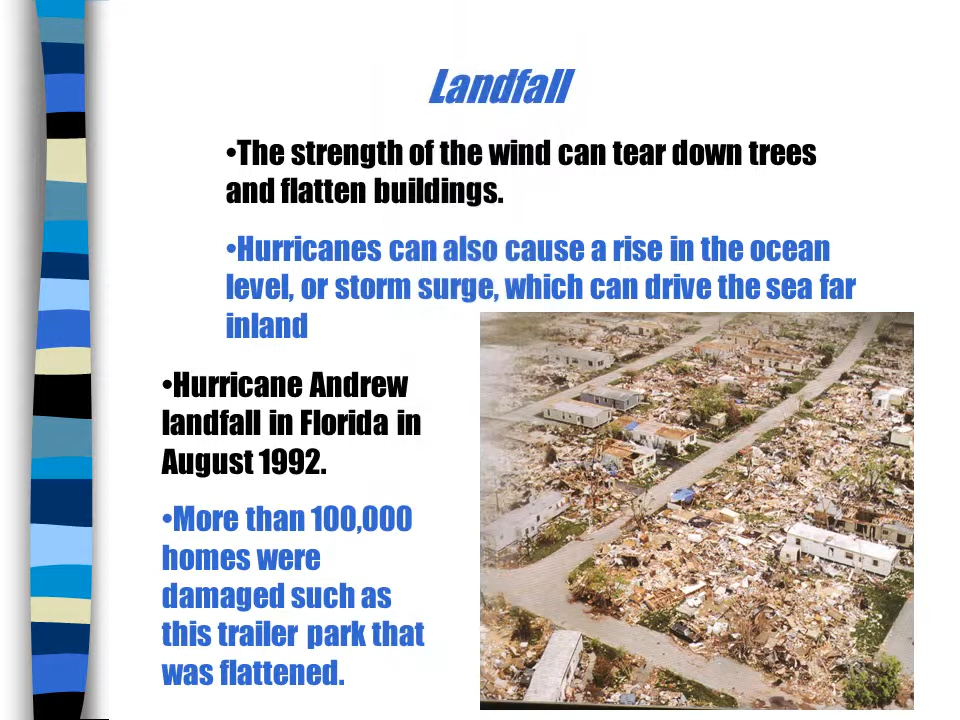 Landfall
•The strength of the wind can tear down trees
and flatten buildings.
•Hurricanes can also cause a rise in the ocean
level, or storm surge, which can drive the sea far
inland
•Hurricane Andrew
landfall in Florida in
August 1992.
•More than 100,000
homes were
damaged such as
this trailer park that
was flattened.